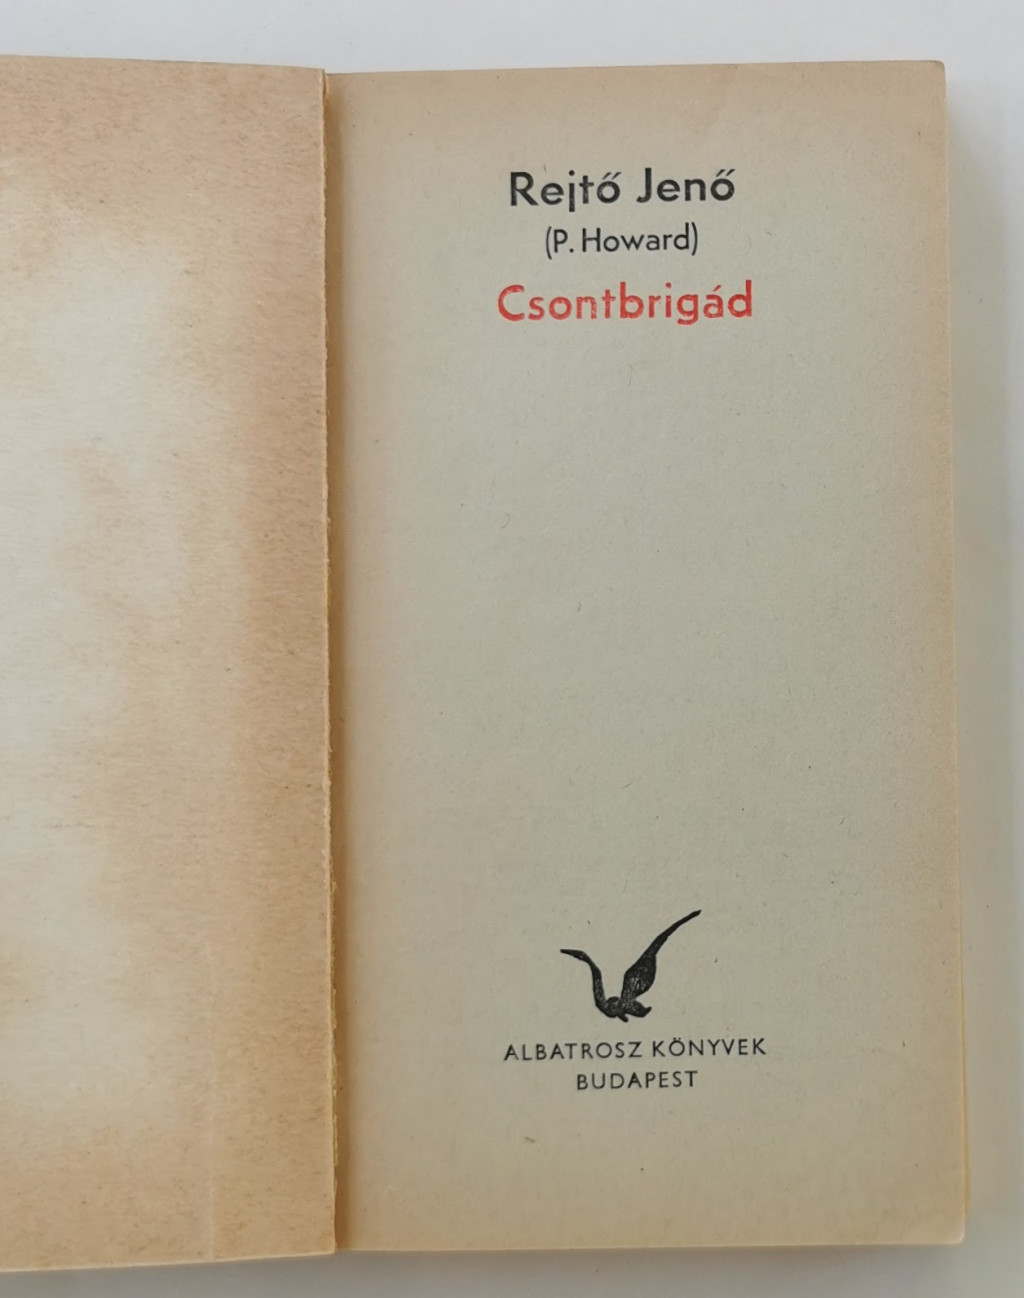 Rejtő Jenő
(P. Howard)
Csontbrigád
ALBATROSZ KÖNYVEK
BUDAPEST